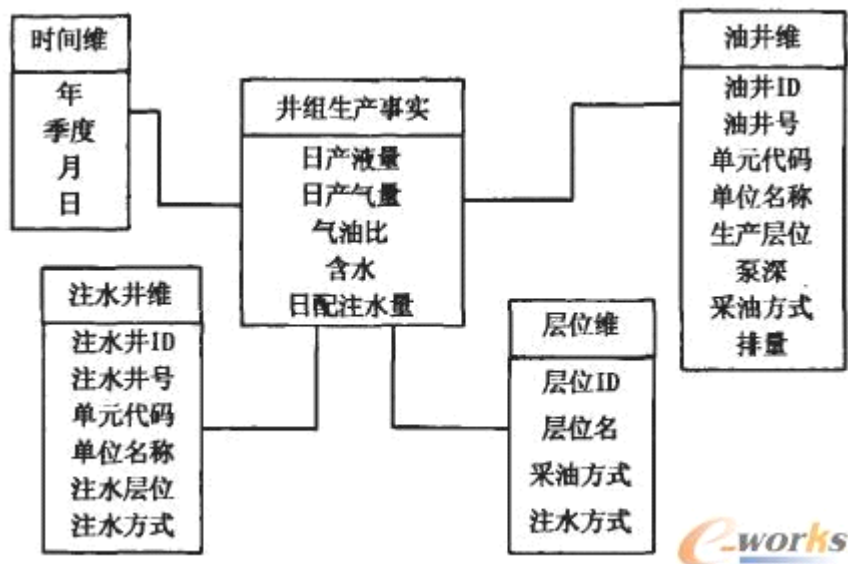 时间维
年
季度
月
日
井组生产事实
日产液量
日产气量
气油比
含水
日配注水量
油井维
油井ID
油井号
单元代码
单位名称
生产层位
泵深
采油方式
排量
注水井维
注水井ID
注水井号
单元代码
单位名称
注水层位
注水方式
层位维
层位ID
层位名
采油方式
注水方式
e-works